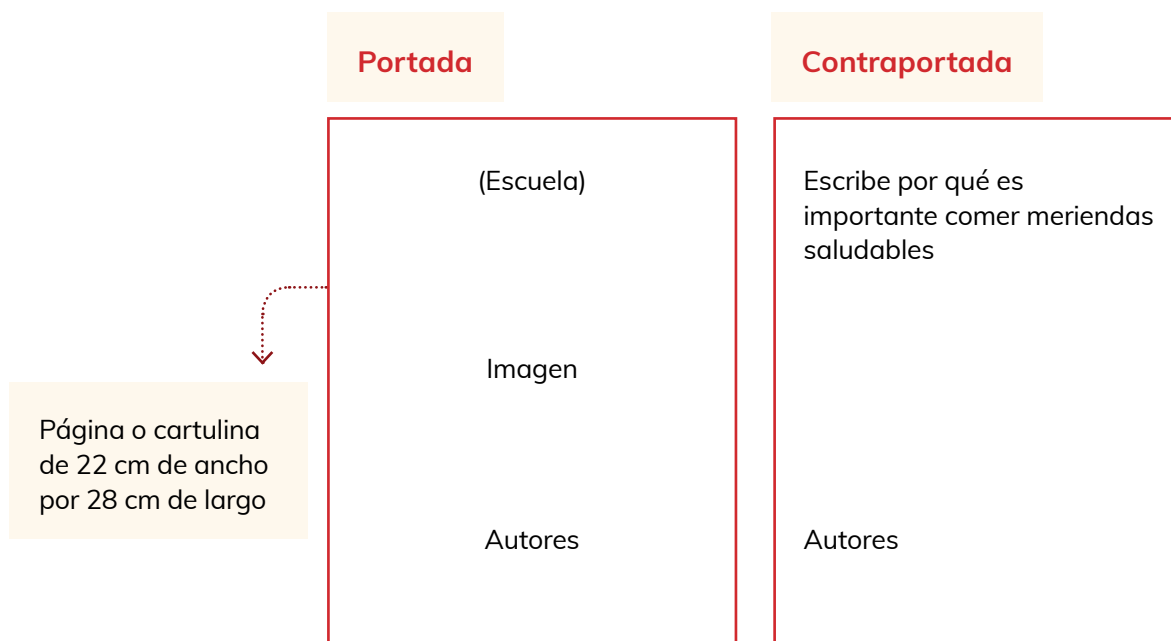 Portada
(Escuela)
Imagen
Autores
Página o cartulina
de 22 cm de ancho
por 28 cm de largo
Contraportada
Escribe por qué es
importante comer meriendas
saludables
Autores